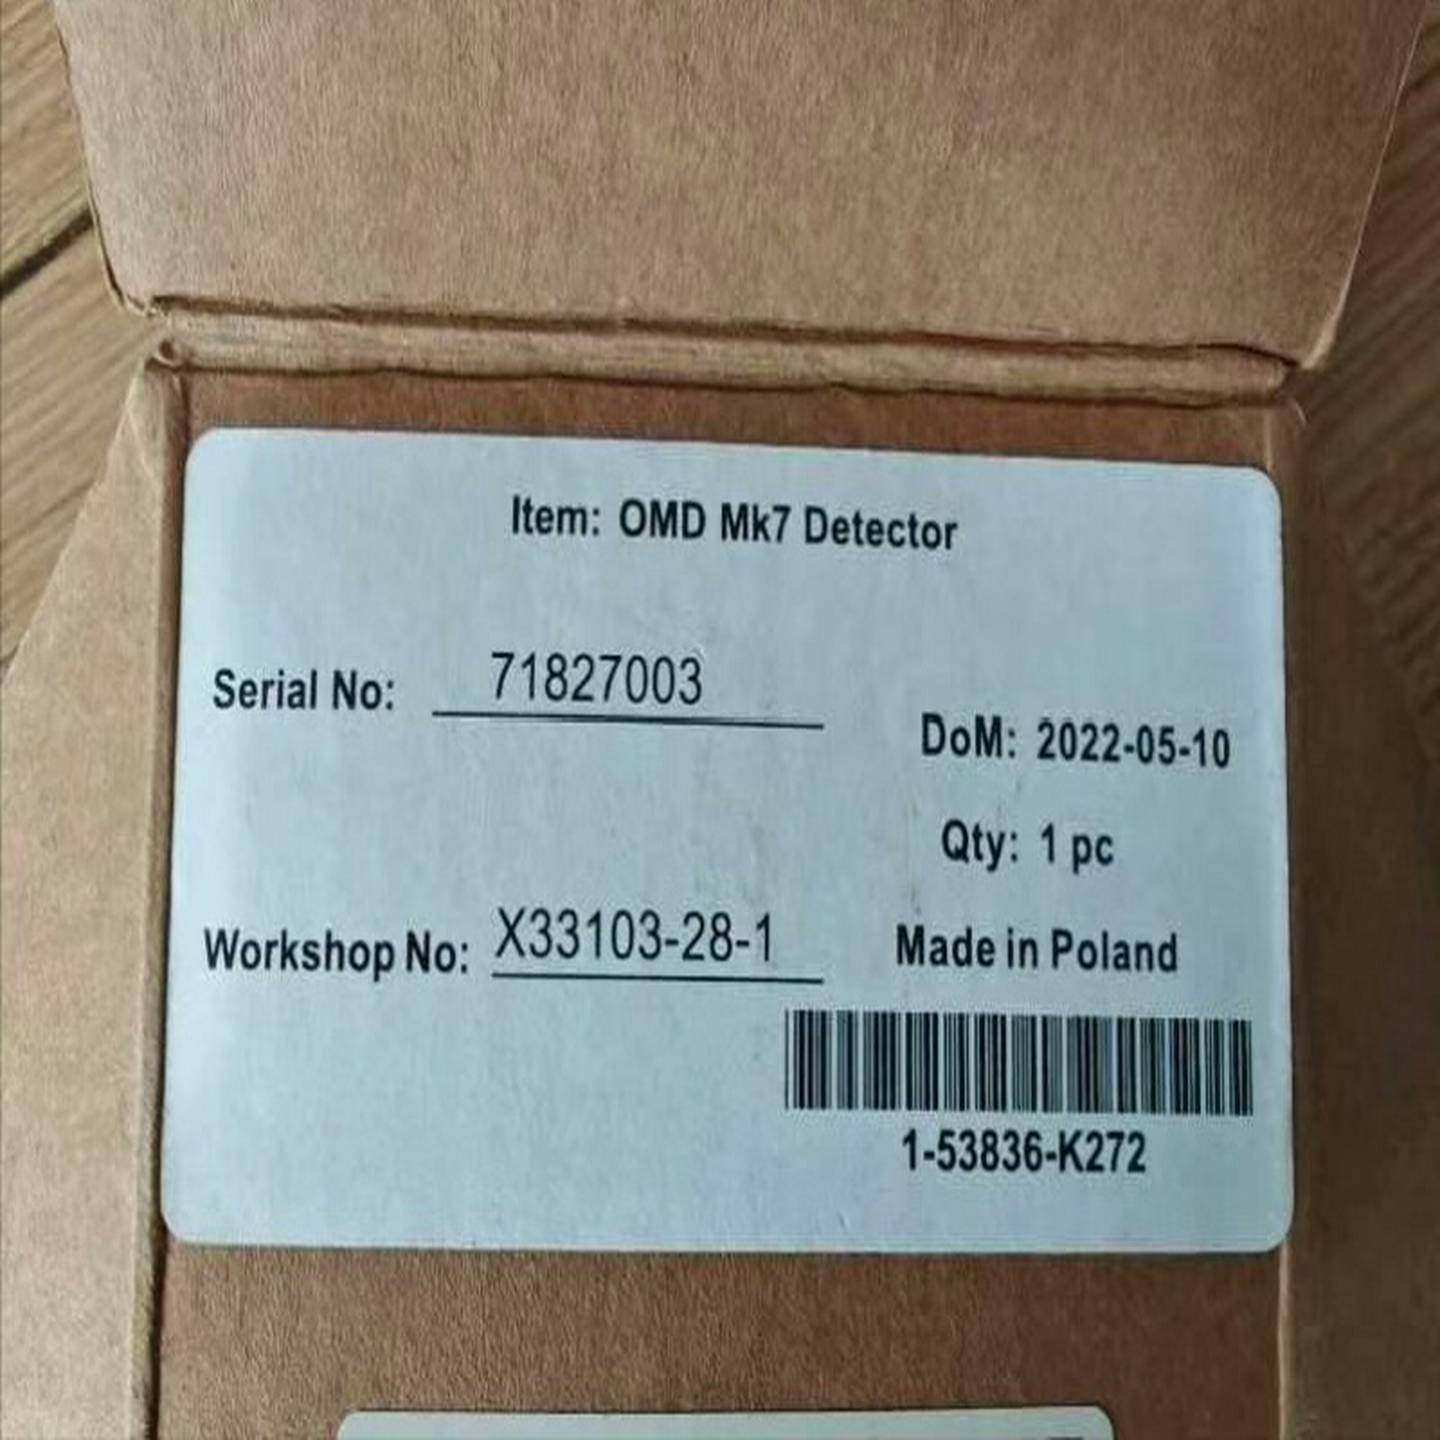 Item: OMD Mk7 Detector
Serial No: 71827003
DoM: 2022-05-10
Qty: 1 pc
Workshop No: X33103-28-1
Made in Poland
1-53836-K272